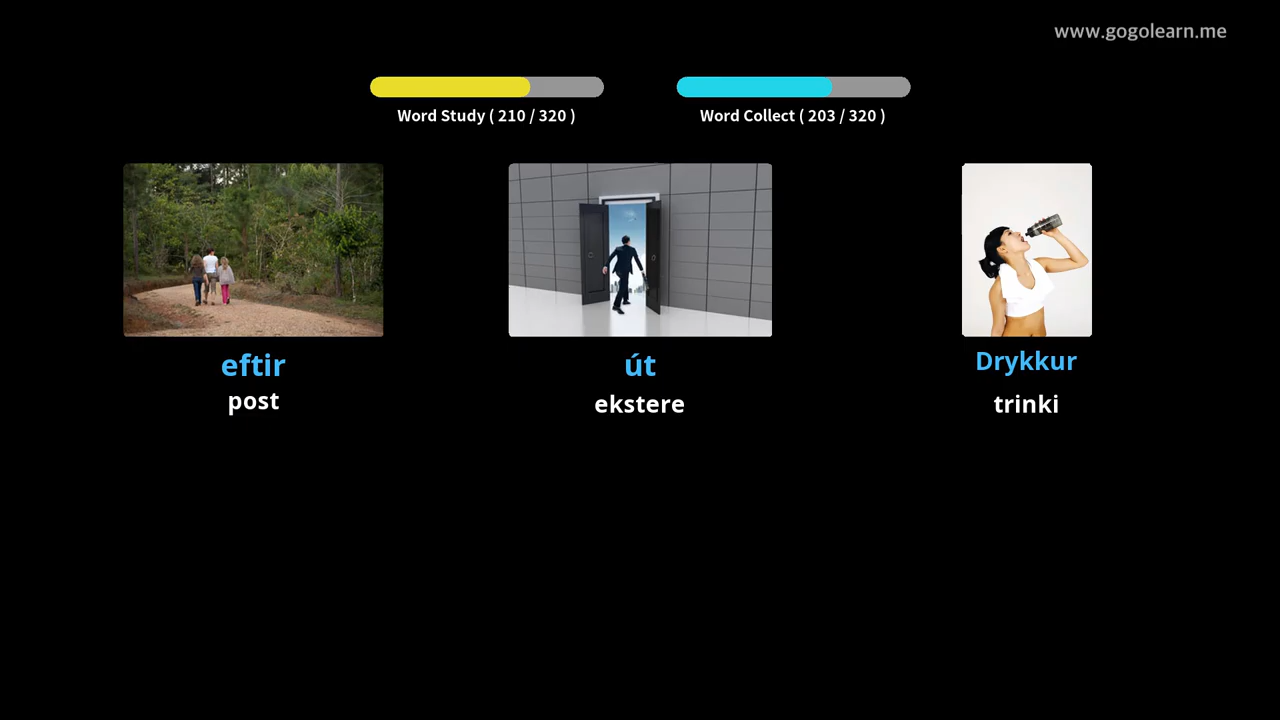 www.gogolearn.me
Word Study ( 210 / 320 )
Word Collect ( 203 / 320 )
eftir
post
út
ekstere
Drykkur
trinki